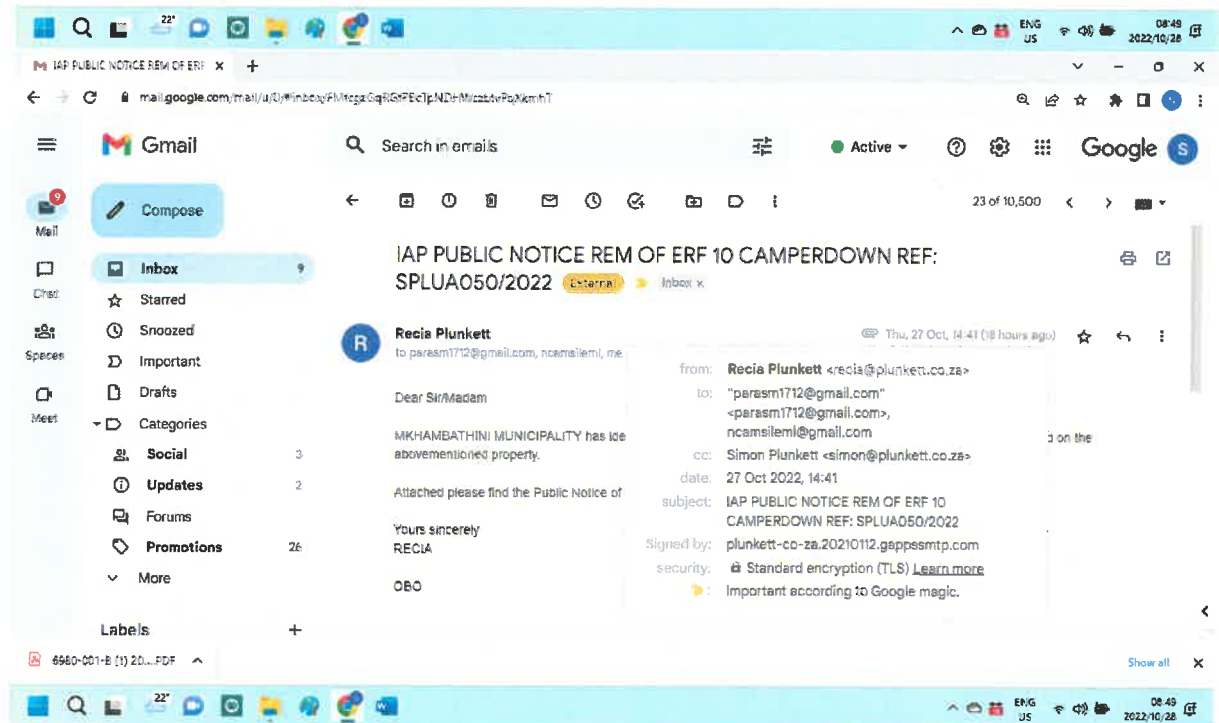 22°
ENG
US
08:49
2022/10/28
IAP PUBLIC NOTICE REM OF ERF
mail.google.com/mail/u/0/#inbox/
Gmail
Search in emails
Active
Google
S
9
Mail
Compose
23 of 10,500
Chat
Spaces
Meet
Inbox 9
Starred
Snoozed
Important
Drafts
Categories
Social 3
Updates 2
Forums
Promotions 26
More
Labels +
IAP PUBLIC NOTICE REM OF ERF 10 CAMPERDOWN REF:
SPLUA050/2022 External Inbox x
R
Recia Plunkett
Thu, 27 Oct, 14:41 (18 hours ago)
to parasm1712@gmail.com, ncamsileml, me
Dear Sir/Madam
MKHAMBATHINI MUNICIPALITY has ide
on the
abovementioned property.
Attached please find the Public Notice of
Yours sincerely
RECIA
OBO
from: Recia Plunkett <recia@plunkett.co.za>
to: "parasm1712@gmail.com"
<parasm1712@gmail.com>,
ncamsileml@gmail.com
cc: Simon Plunkett <simon@plunkett.co.za>
date: 27 Oct 2022, 14:41
subject: IAP PUBLIC NOTICE REM OF ERF 10
CAMPERDOWN REF: SPLUA050/2022
Signed by: plunkett-co-za.20210112.gappssmtp.com
security: Standard encryption (TLS) Learn more
: Important according to Google magic.
6980-001-B (1) 20....PDF
Show all
22°
ENG
US
08:49
2022/10/28